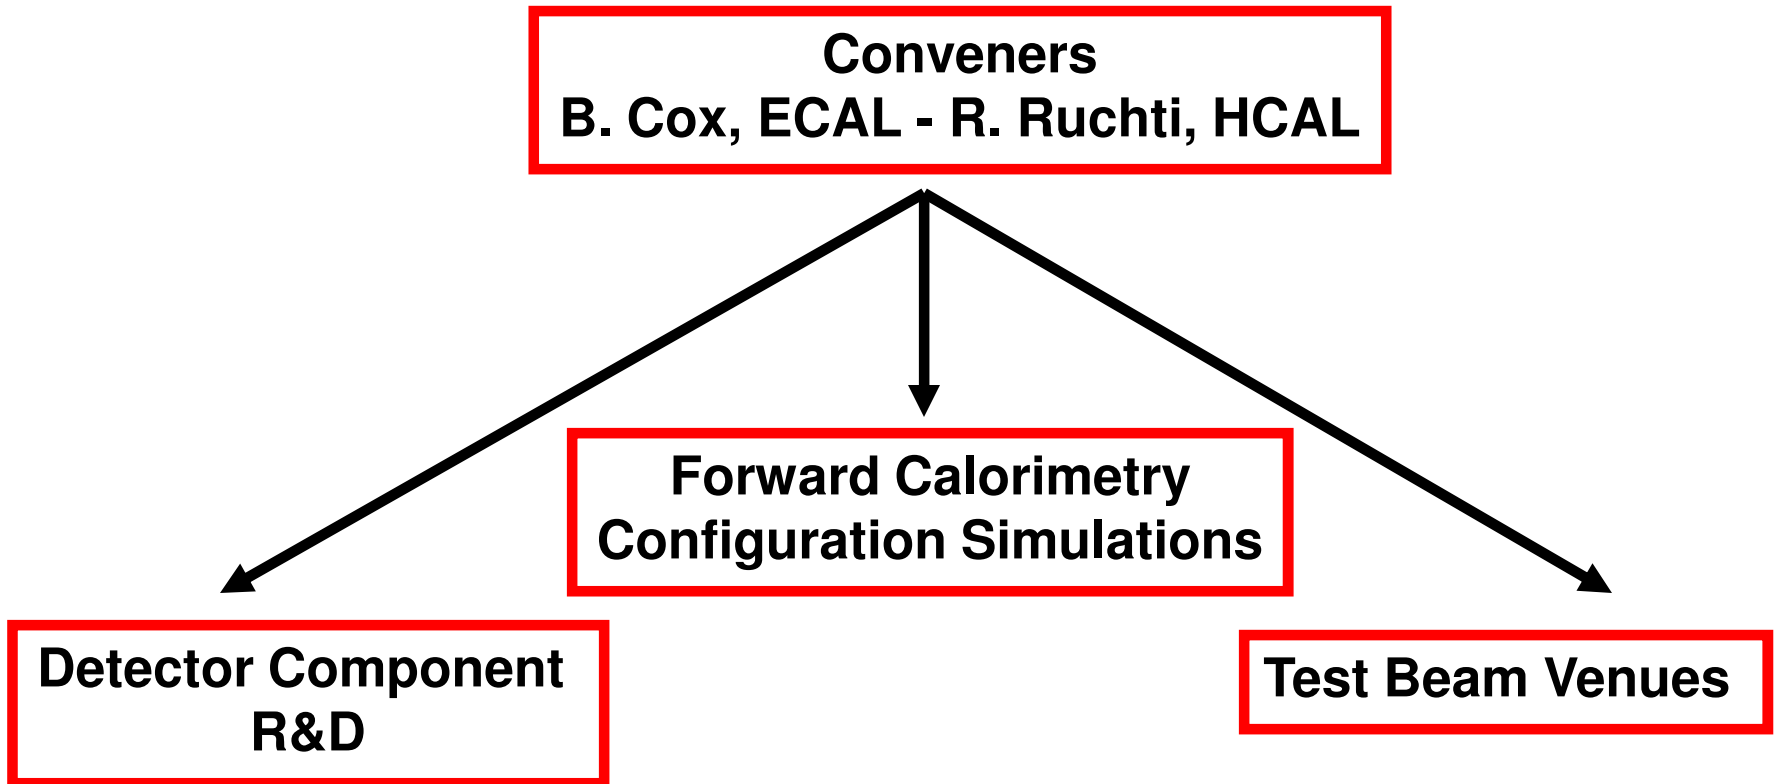 Conveners
B. Cox, ECAL - R. Ruchti, HCAL
Forward Calorimetry
Configuration Simulations
Detector Component
R&D
Test Beam Venues